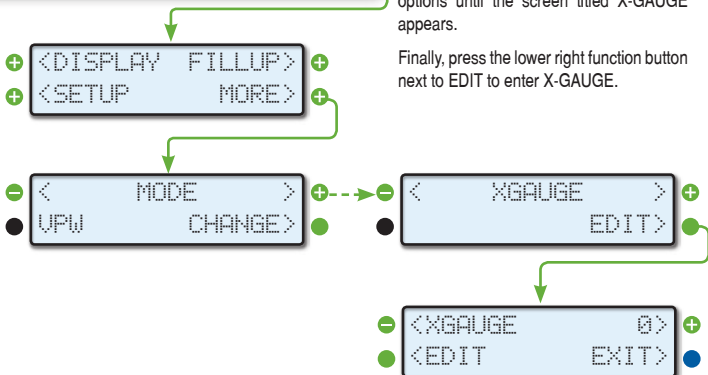 options until the screen titled X-GAUGE
appears.
Finally, press the lower right function button
next to EDIT to enter X-GAUGE.
<DISPLAY FILLUP>
<SETUP MORE>
< MODE >
VPW CHANGE>
< XGAUGE >
EDIT>
<XGAUGE 0>
<EDIT EXIT>